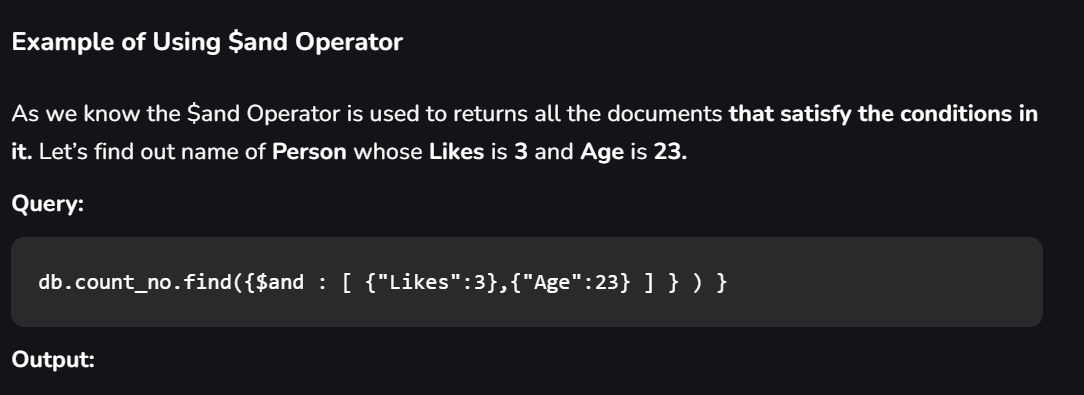 Example of Using $and Operator
As we know the $and Operator is used to returns all the documents that satisfy the conditions in
it. Let’s find out name of Person whose Likes is 3 and Age is 23.
Query:
db.count_no.find({$and : [ {"Likes":3},{"Age":23} ] } ) }
Output: